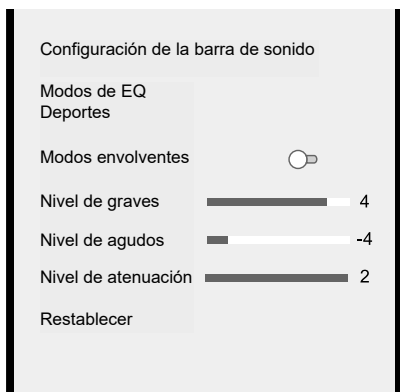 Configuración de la barra de sonido
Modos de EQ
Deportes
Modos envolventes
Nivel de graves 4
Nivel de agudos -4
Nivel de atenuación 2
Restablecer